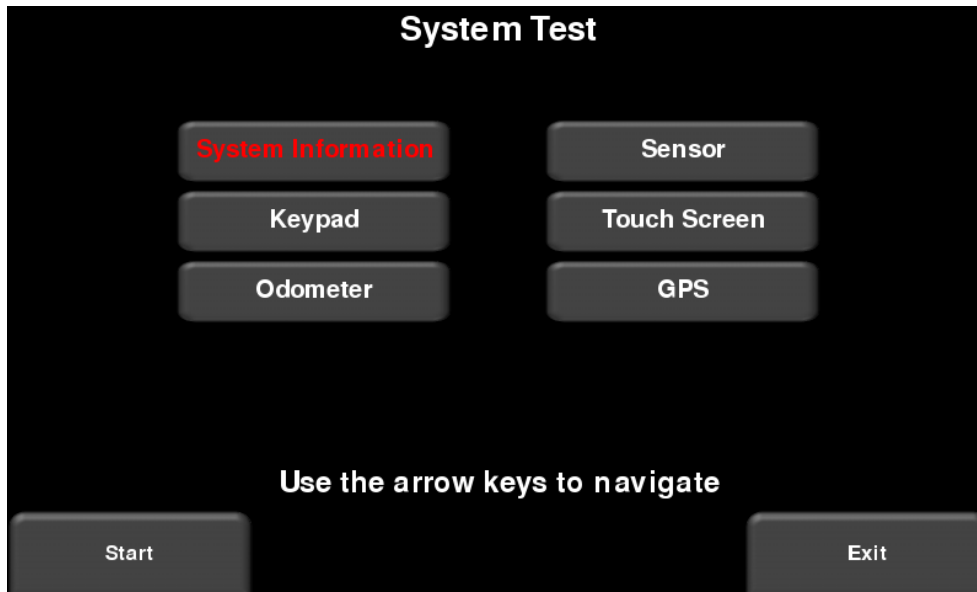 System Test
System Information
Sensor
Keypad
Touch Screen
Odometer
GPS
Use the arrow keys to navigate
Start
Exit